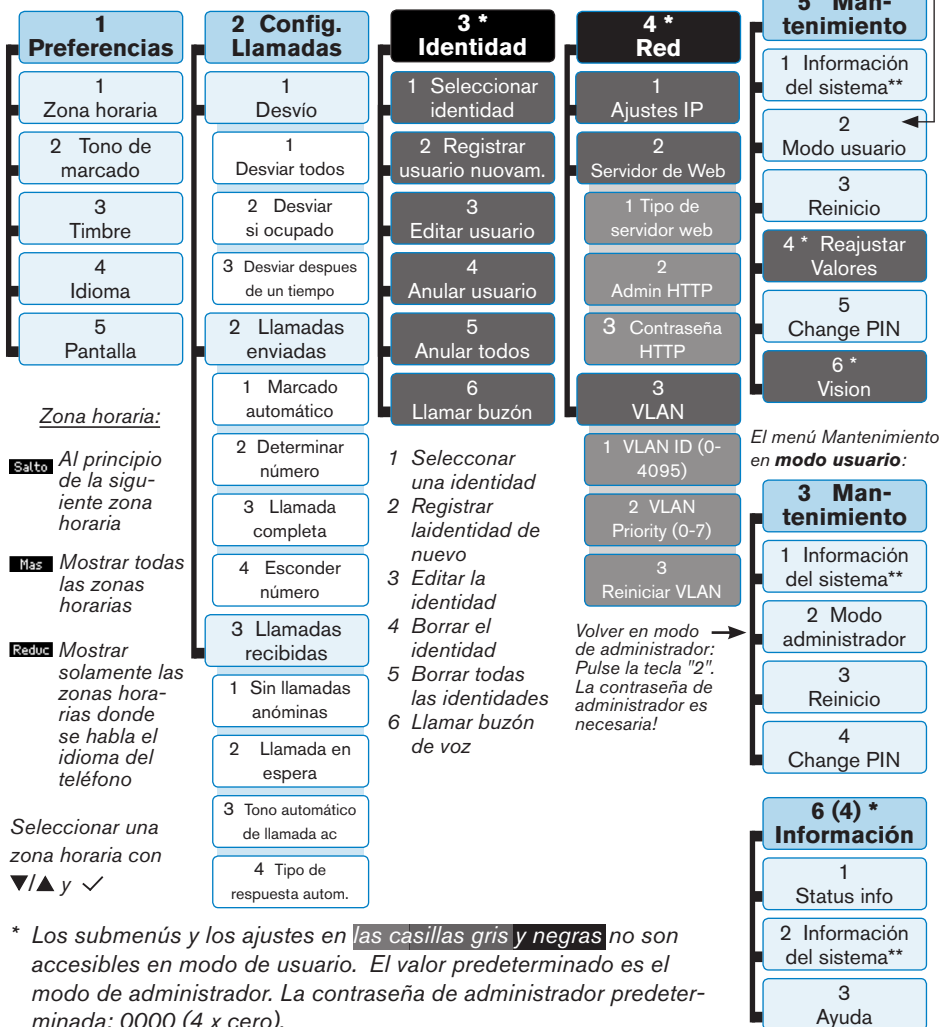 1
Preferencias
1
Zona horaria
2 Tono de
marcado
3
Timbre
4
Idioma
5
Pantalla
Zona horaria:
Salto Al principio
de la sigu-
iente zona
horaria
Mas Mostrar todas
las zonas
horarias
Reduc Mostrar
solamente las
zonas hora-
rias donde
se habla el
idioma del
teléfono
Seleccionar una
zona horaria con
▼/▲ y ✓
2 Config.
Llamadas
1
Desvío
1
Desviar todos
2 Desviar
si ocupado
3 Desviar despues
de un tiempo
2 Llamadas
enviadas
1 Marcado
automático
2 Determinar
número
3 Llamada
completa
4 Esconder
número
3 Llamadas
recibidas
1 Sin llamadas
anóminas
2 Llamada en
espera
3 Tono automático
de llamada ac
4 Tipo de
respuesta autom.
3 *
Identidad
1 Seleccionar
identidad
2 Registrar
usuario nuovam.
3
Editar usuario
4
Anular usuario
5
Anular todos
6
Llamar buzón
1 Selecconar
una identidad
2 Registrar
laidentidad de
nuevo
3 Editar la
identidad
4 Borrar el
identidad
5 Borrar todas
las identidades
6 Llamar buzón
de voz
4 *
Red
1
Ajustes IP
2
Servidor de Web
1 Tipo de
servidor web
2
Admin HTTP
3 Contraseña
HTTP
3
VLAN
1 VLAN ID (0-
4095)
2 VLAN
Priority (0-7)
3
Reiniciar VLAN
Volver en modo
de administrador:
Pulse la tecla "2".
La contraseña de
administrador es
necesaria!
5 Man-
tenimiento
1 Información
del sistema**
2
Modo usuario
3
Reinicio
4 * Reajustar
Valores
5
Change PIN
6 *
Vision
El menú Mantenimiento
en modo usuario:
3 Man-
tenimiento
1 Información
del sistema**
2 Modo
administrador
3
Reinicio
4
Change PIN
6 (4) *
Información
1
Status info
2 Información
del sistema**
3
Ayuda
* Los submenús y los ajustes en las casillas gris y negras no son
accesibles en modo de usuario. El valor predeterminado es el
modo de administrador. La contraseña de administrador predeter-
minada: 0000 (4 x cero).